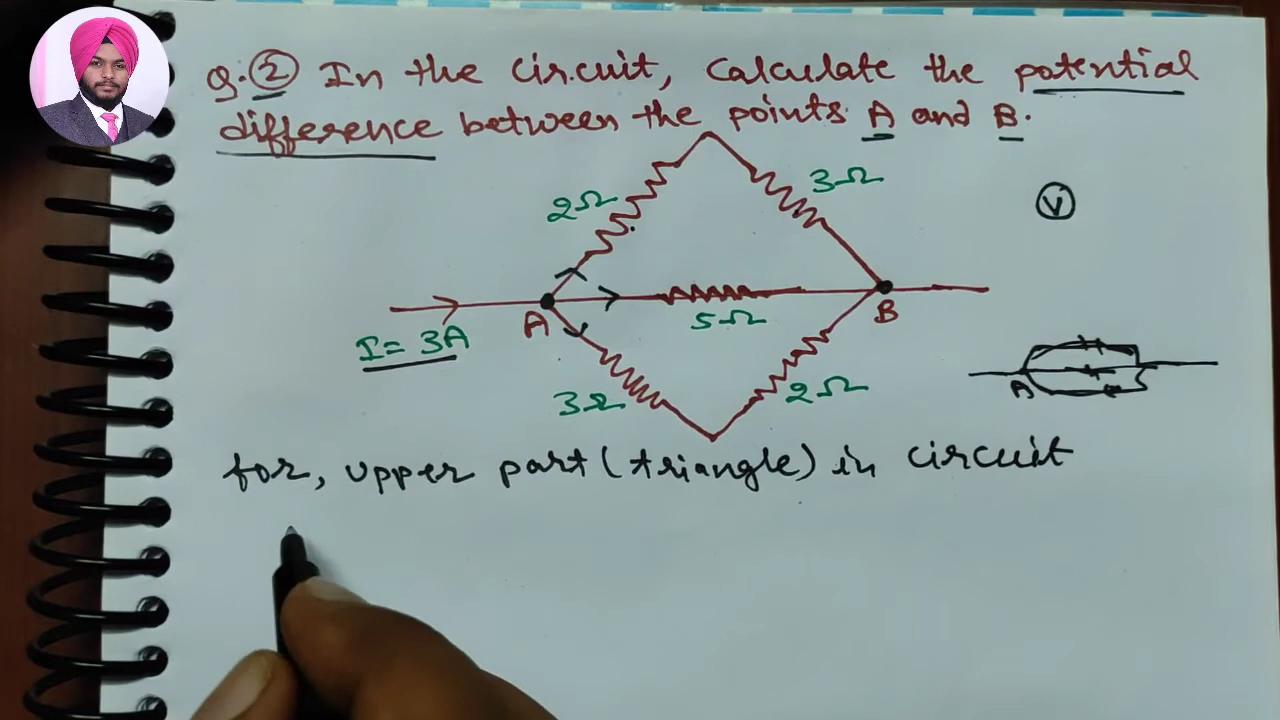 Q.② In the circuit, Calculate the potential
difference between the points A and B.
2Ω
3Ω
V
I = 3A
A
5Ω
B
A
3Ω
2Ω
for, upper part (triangle) in circuit